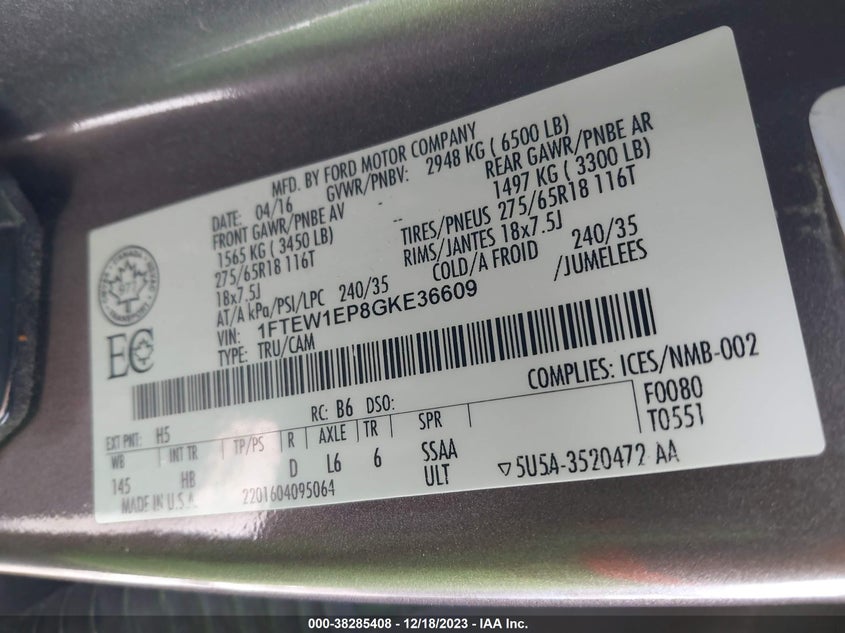 MFD. BY FORD MOTOR COMPANY
DATE: 04/16 GVWR/PNBV: 2948 KG ( 6500 LB)
FRONT GAWR/PNBE AV -- REAR GAWR/PNBE AR
1565 KG ( 3450 LB) 1497 KG ( 3300 LB)
275/65R18 116T TIRES/PNEUS 275/65R18 116T
18x7.5J RIMS/JANTES 18x7.5J
AT/A kPa/PSI/LPC 240/35 COLD/A FROID 240/35
VIN: 1FTEW1EP8GKE36609 /JUMELEES
TYPE: TRU/CAM
EC
COMPLIES: ICES/NMB-002
RC: B6 DSO: F0080
EXT PNT: H5 T0551
WB INT TR TP/PS R AXLE TR SPR
145 HB D L6 6 SSAA
ULT 5U5A-3520472 AA
MADE IN U.S.A. 2201604095064
000-38285408 - 12/18/2023 - IAA Inc.